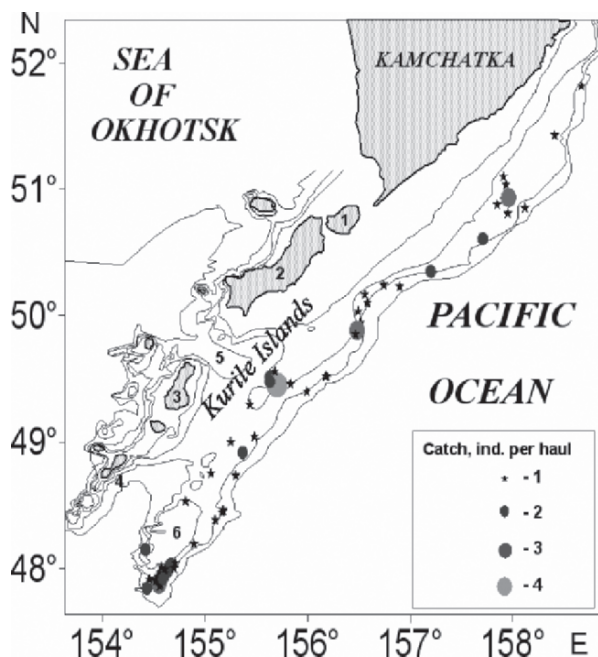 N
52°
51°
50°
49°
48°
SEA
OF
OKHOTSK
KAMCHATKA
1
2
3
4
5
6
Kurile Islands
PACIFIC
OCEAN
Catch, ind. per haul
- 1
- 2
- 3
- 4
154° 155° 156° 157° 158° E